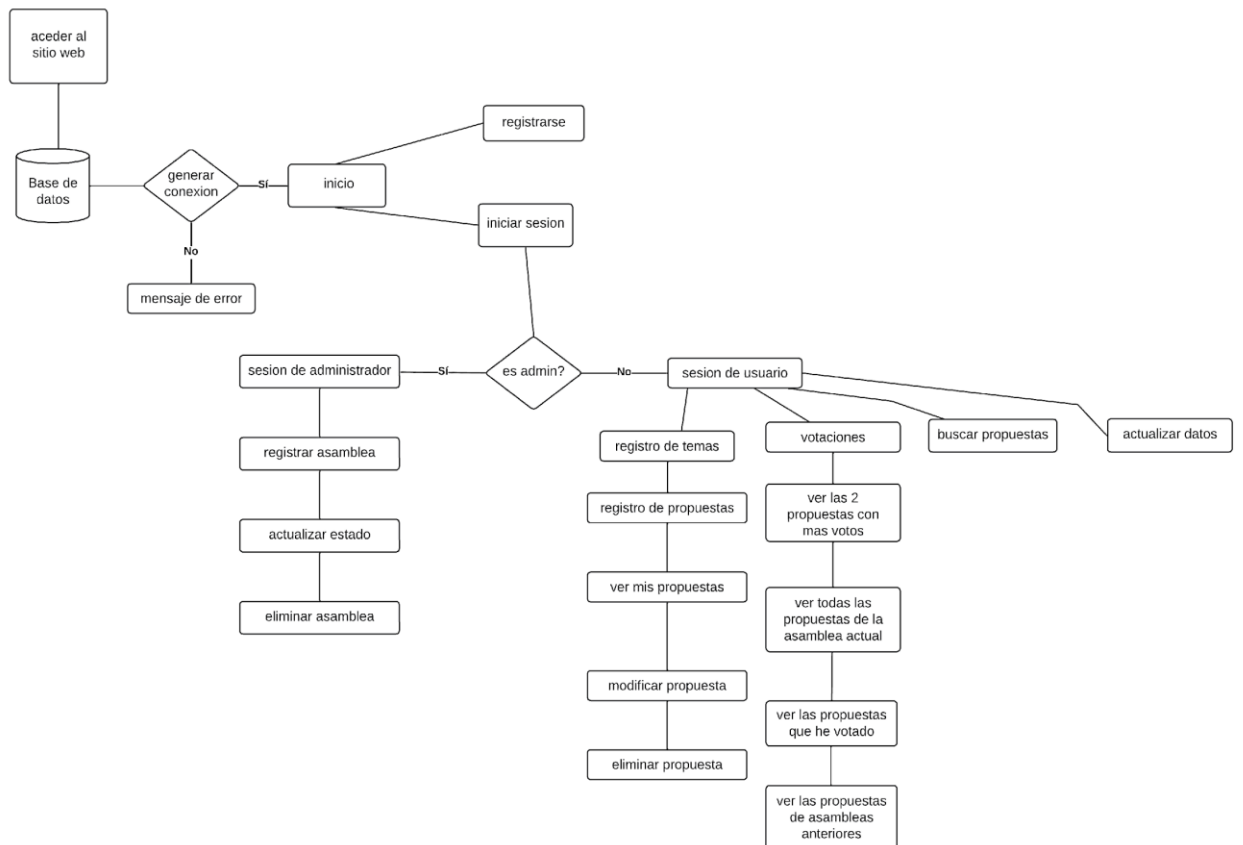 aceder al
sitio web
registrarse
Base de
datos
generar
conexion
Sí
inicio
iniciar sesion
No
mensaje de error
sesion de administrador
Sí
es admin?
No
sesion de usuario
registrar asamblea
registro de temas
votaciones
buscar propuestas
actualizar datos
registro de propuestas
ver las 2
propuestas con
mas votos
actualizar estado
ver mis propuestas
eliminar asamblea
ver todas las
propuestas de la
asamblea actual
modificar propuesta
ver las propuestas
que he votado
eliminar propuesta
ver las propuestas
de asambleas
anteriores